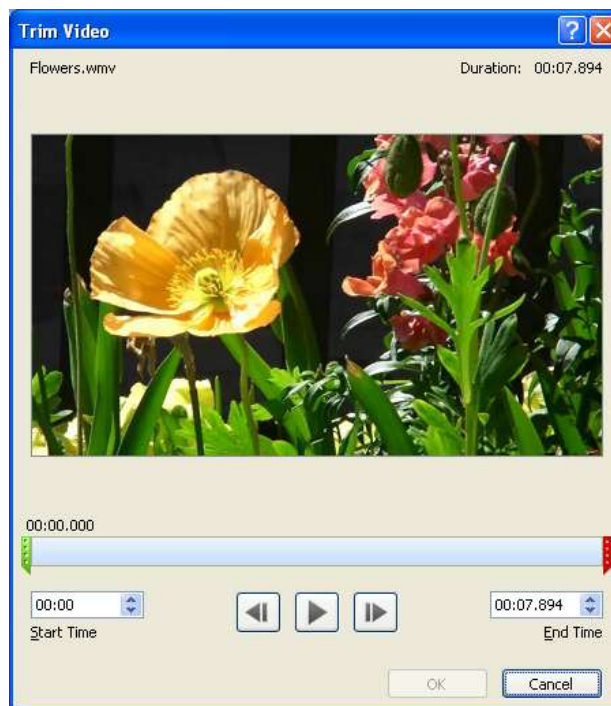 Trim Video
Flowers.wmv Duration: 00:07.894
00:00.000
00:00 00:07.894
Start Time End Time
OK Cancel